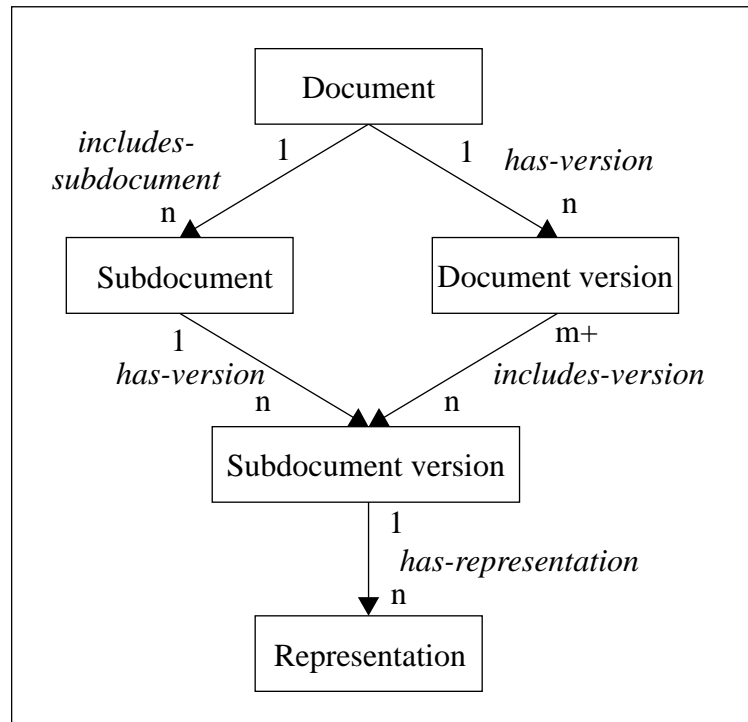 Document
includes-
subdocument
1
1
has-version
n
n
Subdocument
Document version
1
has-version
n
m+
includes-version
n
Subdocument version
1
has-representation
n
Representation